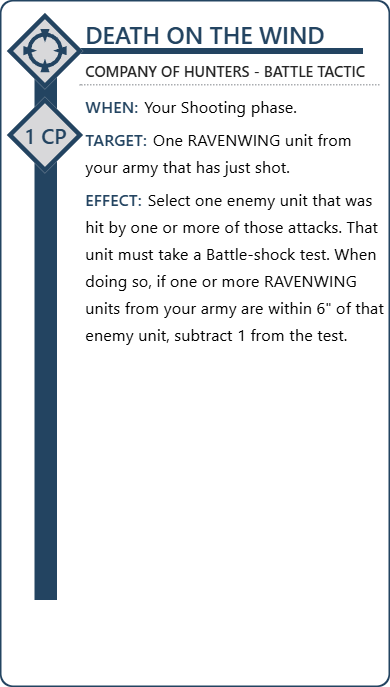 DEATH ON THE WIND
COMPANY OF HUNTERS - BATTLE TACTIC
1 CP
WHEN: Your Shooting phase.
TARGET: One RAVENWING unit from
your army that has just shot.
EFFECT: Select one enemy unit that was
hit by one or more of those attacks. That
unit must take a Battle-shock test. When
doing so, if one or more RAVENWING
units from your army are within 6" of that
enemy unit, subtract 1 from the test.